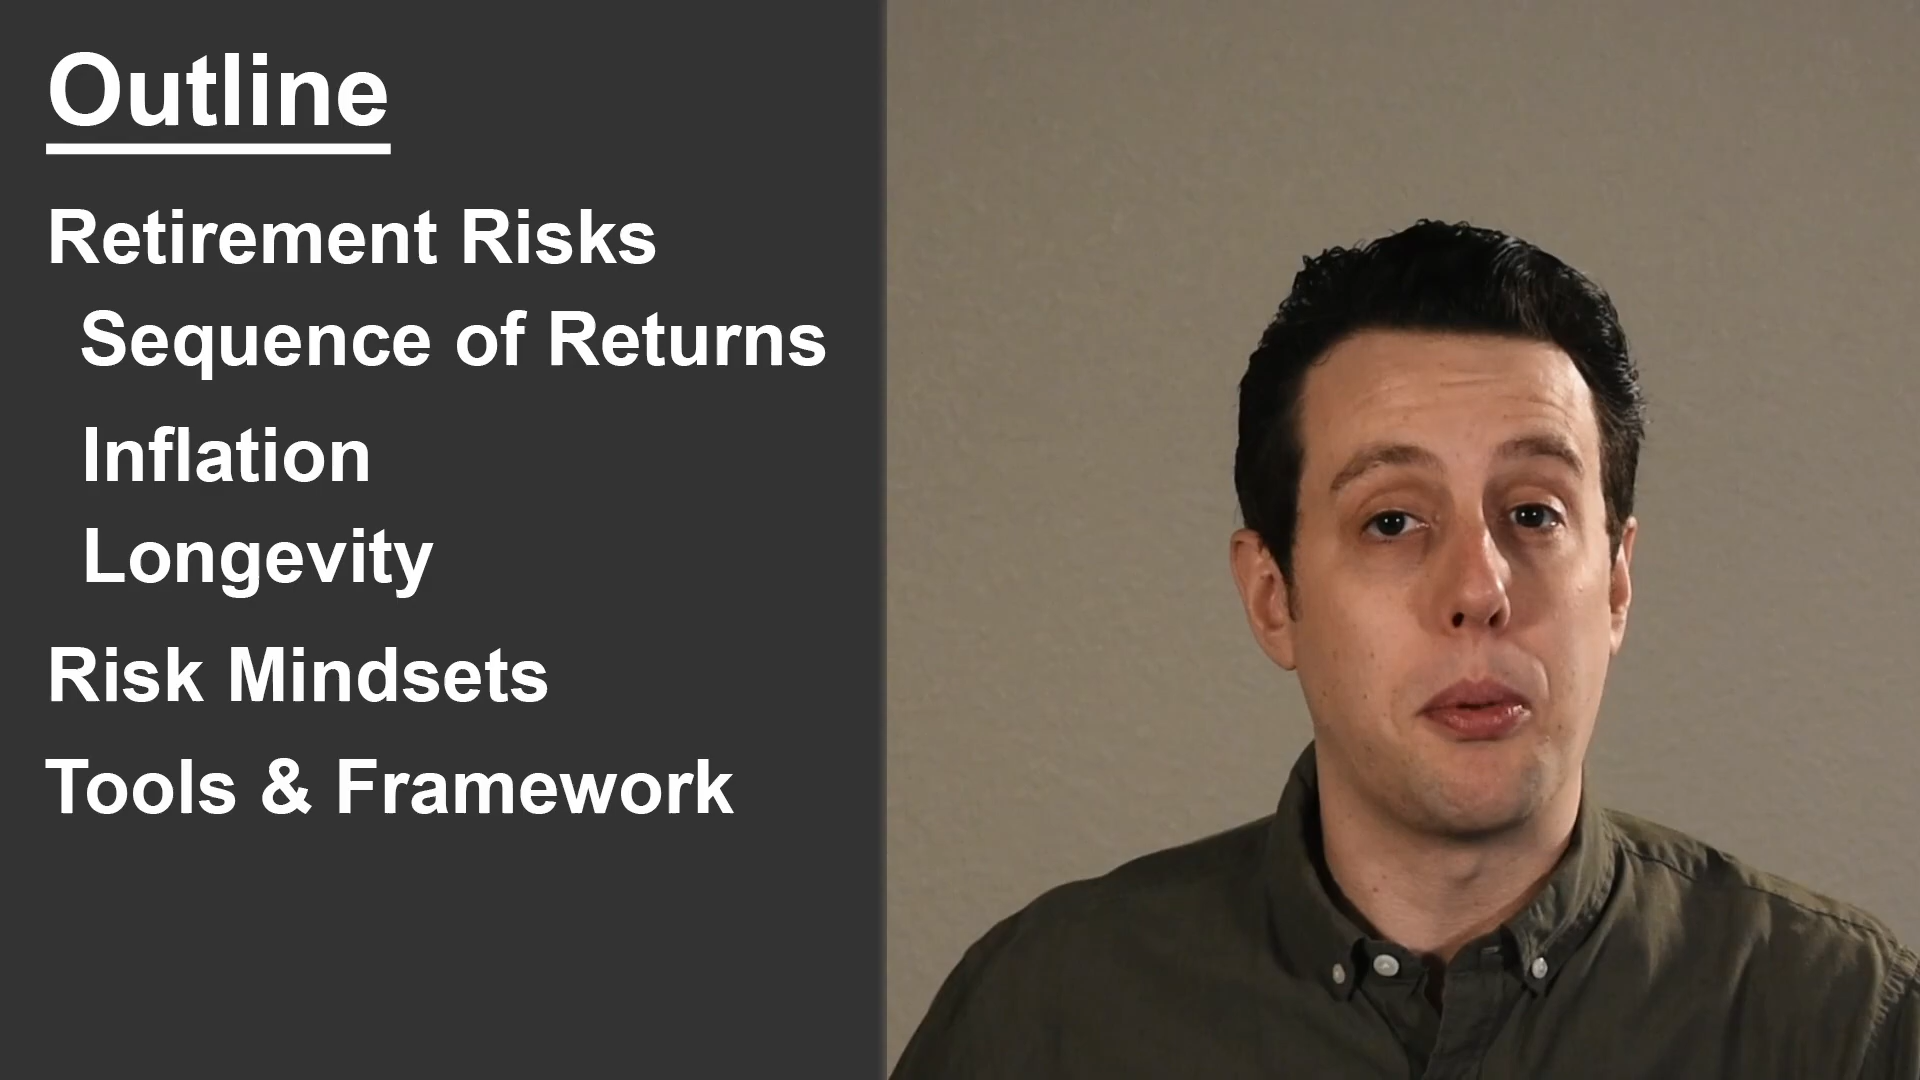 Outline
Retirement Risks
Sequence of Returns
Inflation
Longevity
Risk Mindsets
Tools & Framework